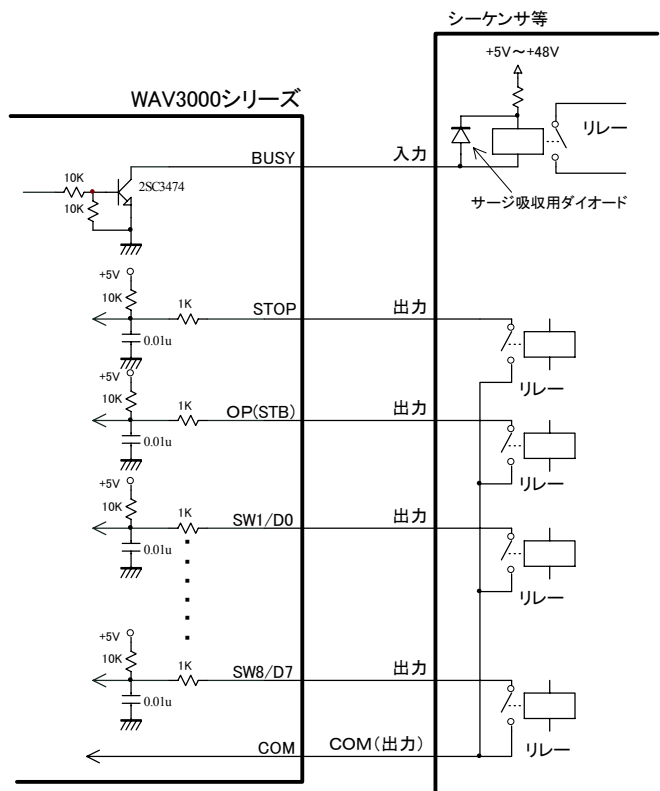 シーケンサ等
+5V～+48V
WAV3000シリーズ
リレー
BUSY
入力
10K
2SC3474
10K
サージ吸収用ダイオード
+5V
10K
1K
STOP
出力
0.01u
リレー
+5V
10K
1K
OP(STB)
出力
0.01u
リレー
+5V
10K
1K
SW1/D0
出力
0.01u
リレー
+5V
10K
1K
SW8/D7
出力
0.01u
COM
COM(出力)
リレー